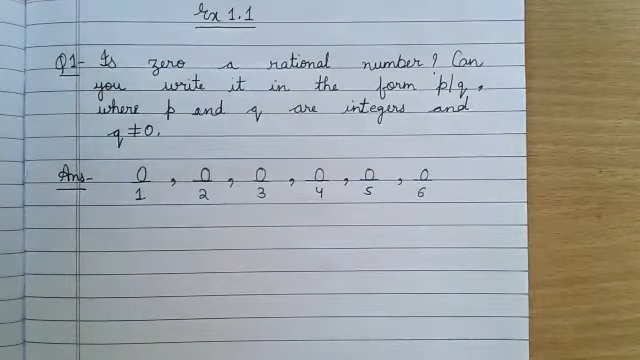 Ex 1.1
Q1- Is zero a rational number? Can
you write it in the form p/q,
where p and q are integers and
q ≠ 0.
Ans- 0/1, 0/2, 0/3, 0/4, 0/5, 0/6